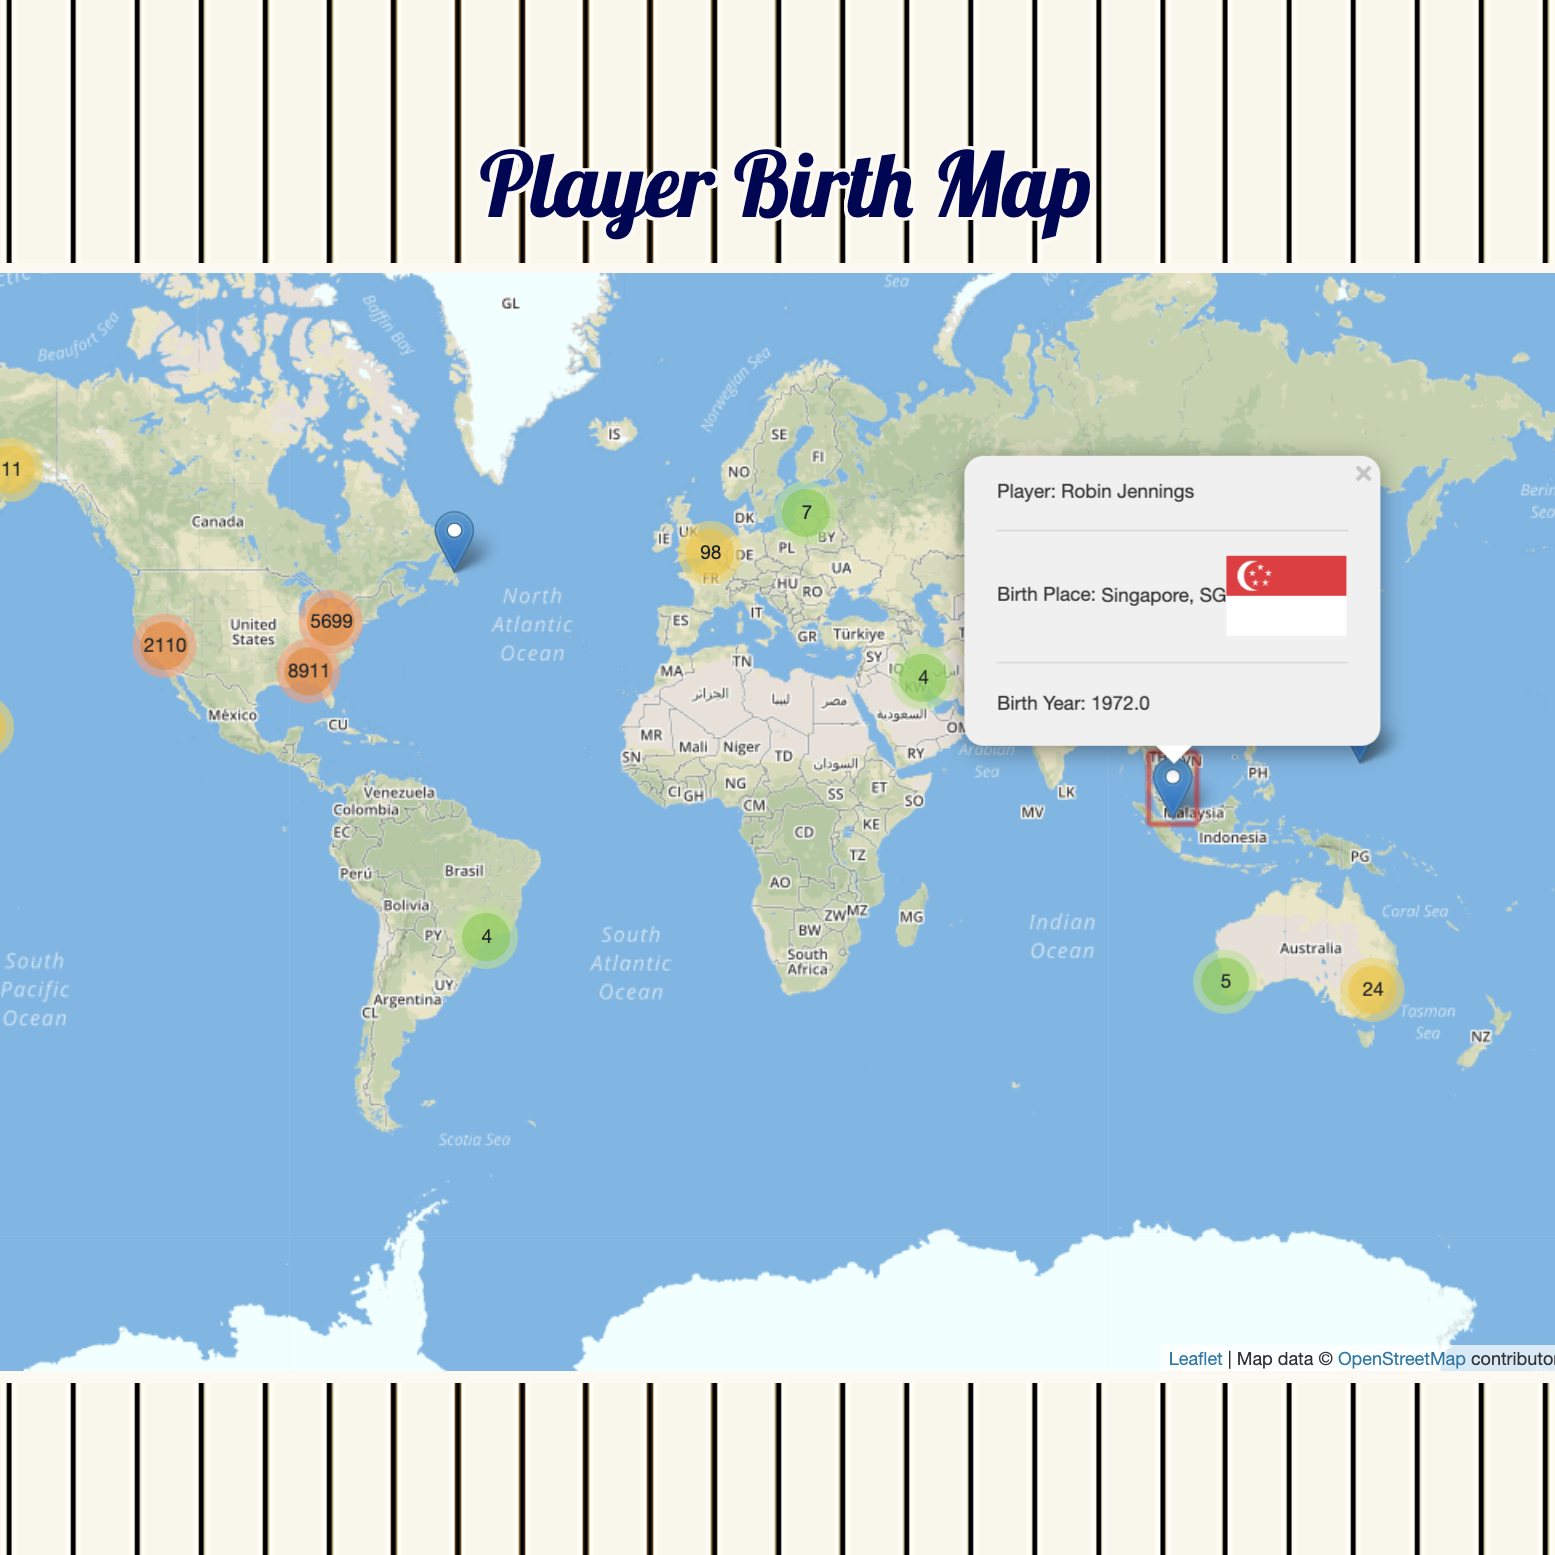 Player Birth Map
GL
Sea
Beaufort Sea
Baffin Bay
Norwegian Sea
IS
SE
FI
NO
11
Canada
7
DK
IE
UK
BY
98
DE
PL
UA
FR
HU
RO
Player: Robin Jennings
×
Birth Place: Singapore, SG
Birth Year: 1972.0
North
Atlantic
Ocean
5699
United
States
2110
8911
ES
IT
GR
Türkiye
TN
SY
MA
الجزائر
ليبيا
مصر
4
KW
السعودية
México
CU
MR
Mali
Niger
TD
السودان
RY
SN
Arabian
Sea
VN
PH
LK
MV
Malaysia
Indonesia
PG
Venezuela
Colombia
EC
CI
GH
NG
CM
SS
ET
SO
CD
KE
TZ
Perú
Brasil
Bolivia
AO
ZW
MZ
MG
BW
South
Africa
PY
4
UY
Argentina
CL
South
Atlantic
Ocean
Indian
Ocean
Coral Sea
Australia
5
24
Tasman
Sea
NZ
South
Pacific
Ocean
Scotia Sea
Leaflet | Map data © OpenStreetMap